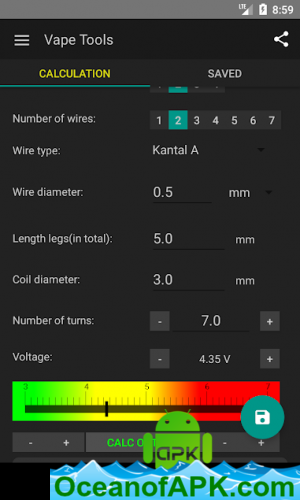 LTE 8:59
Vape Tools
CALCULATION SAVED
Number of wires: 1 2 3 4 5 6 7
Wire type: Kantal A
Wire diameter: 0.5 mm
Length legs(in total): 5.0 mm
Coil diameter: 3.0 mm
Number of turns: - 7.0 +
Voltage: - 4.35 V +
3 4 5 6 7
- + CALC - +
apk
OceanofAPK.com